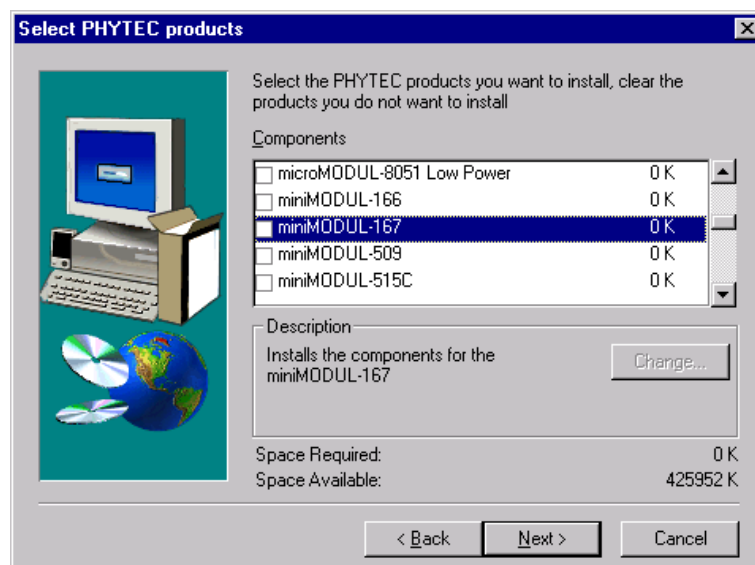 Select PHYTEC products
Select the PHYTEC products you want to install, clear the
products you do not want to install
Components
microMODUL-8051 Low Power 0 K
miniMODUL-166 0 K
miniMODUL-167 0 K
miniMODUL-509 0 K
miniMODUL-515C 0 K
Description
Installs the components for the
miniMODUL-167
Change...
Space Required: 0 K
Space Available: 425952 K
< Back Next > Cancel